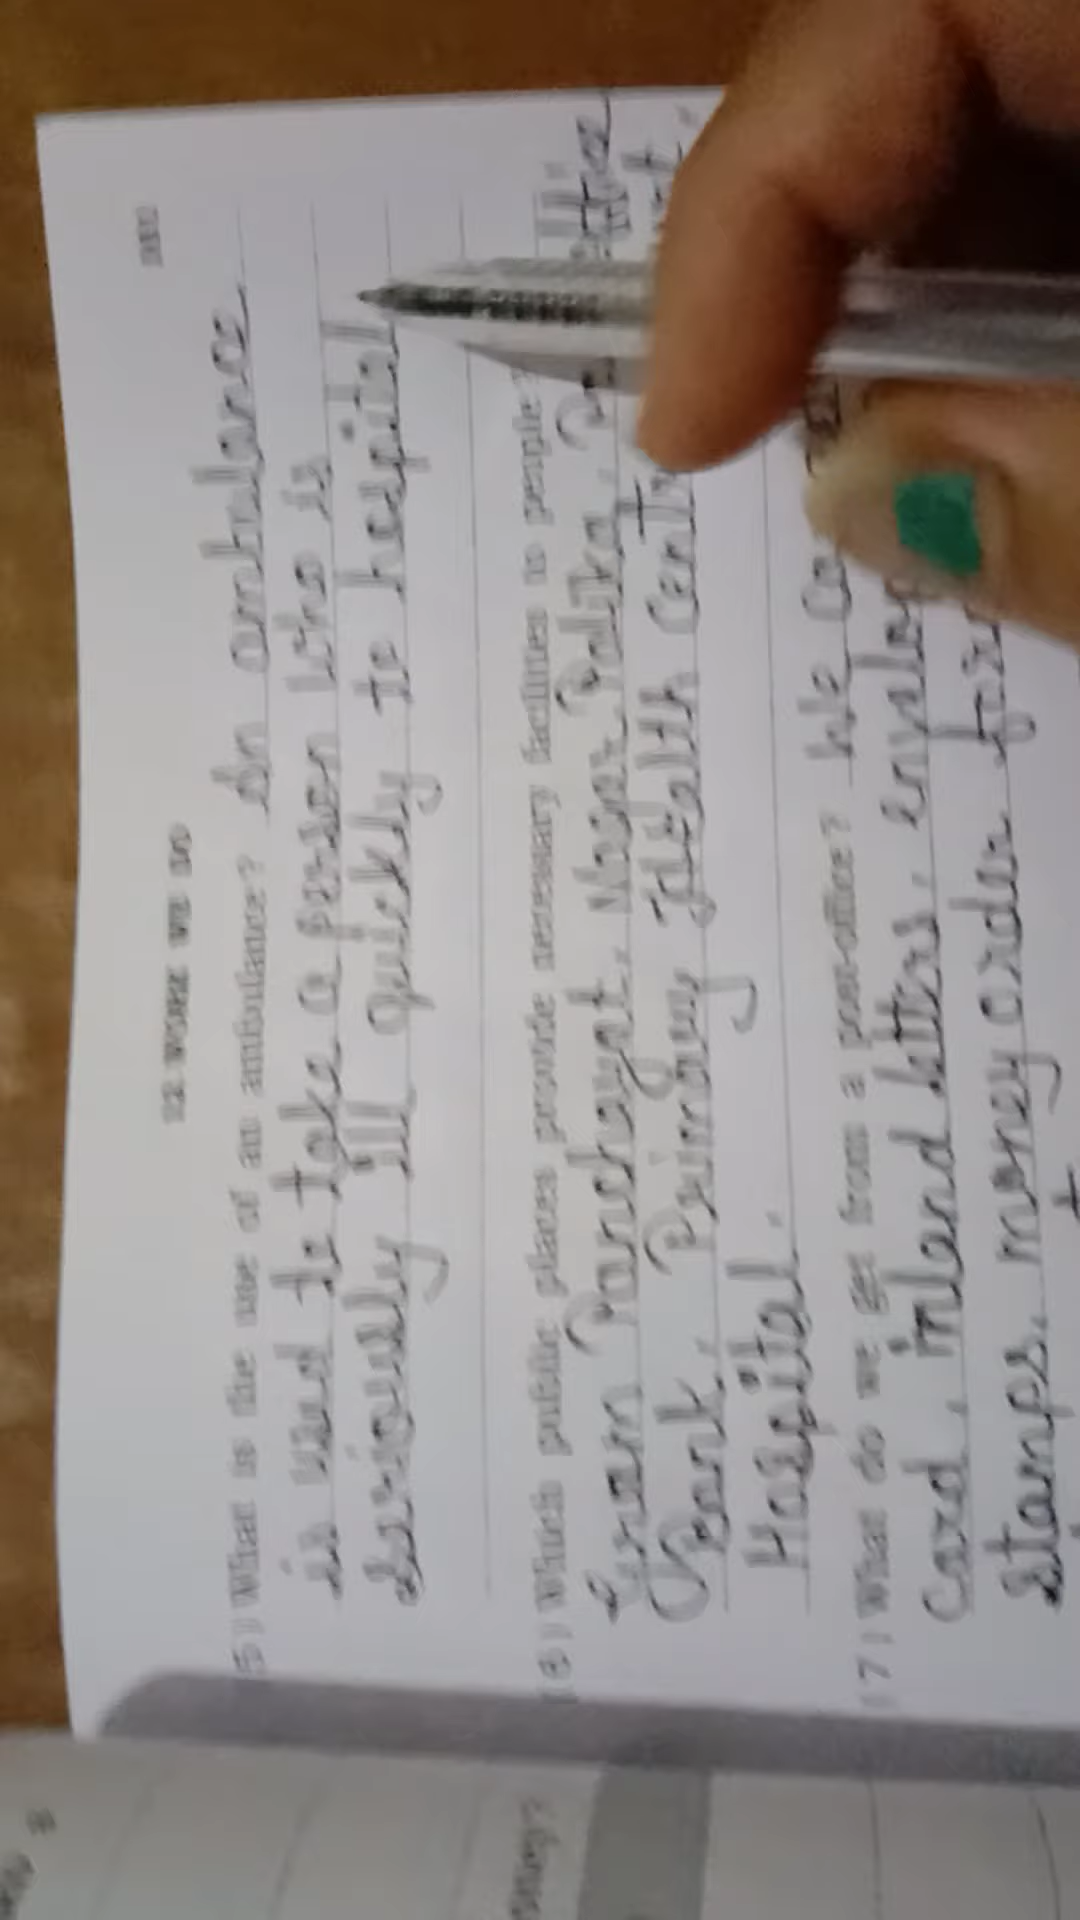 22 WORK WE DO
(5) What is the use of an ambulance? An ambulance
is used to take a person who is
seriously ill quickly to hospital
(6) Which public places provide necessary facilities to people?
Gram Panchayat, Nagar Palika,
Bank, Primary Health
Hospital.
(7) What do we get from a post-office? We
Card, inland letters,
stamps, money order